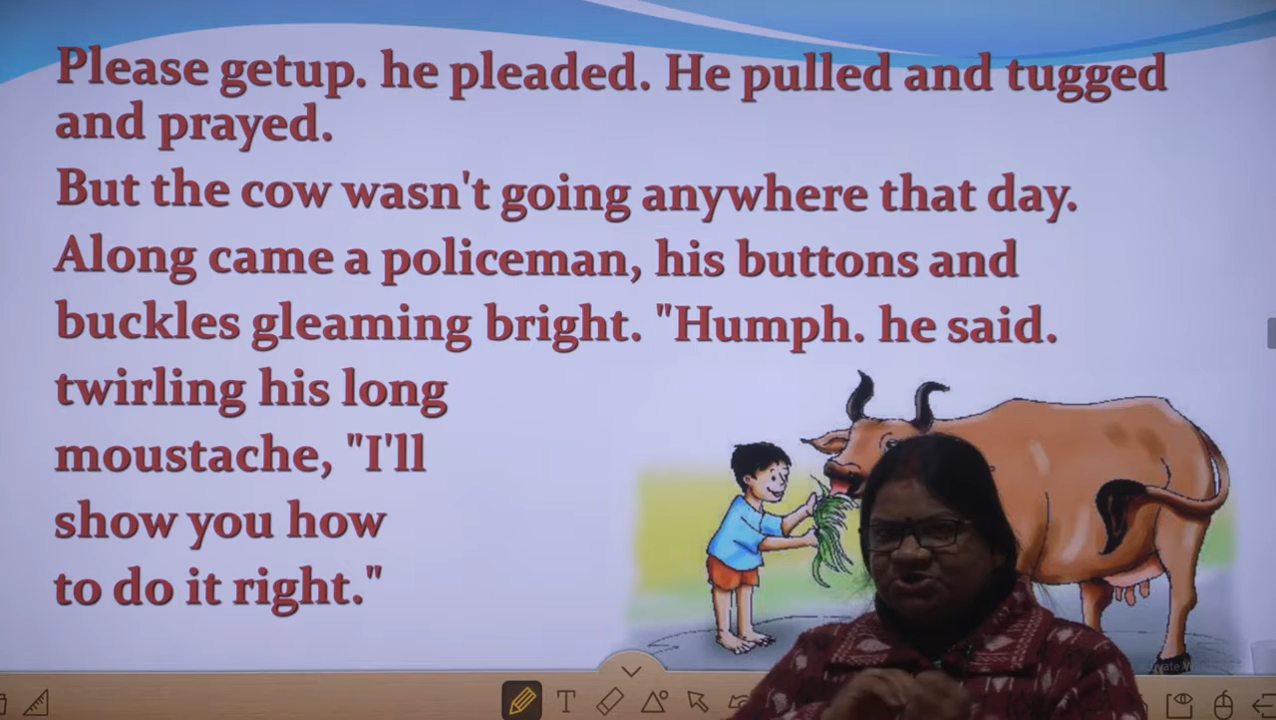 Please getup. he pleaded. He pulled and tugged
and prayed.
But the cow wasn't going anywhere that day.
Along came a policeman, his buttons and
buckles gleaming bright. "Humph. he said.
twirling his long
moustache, "I'll
show you how
to do it right."
T